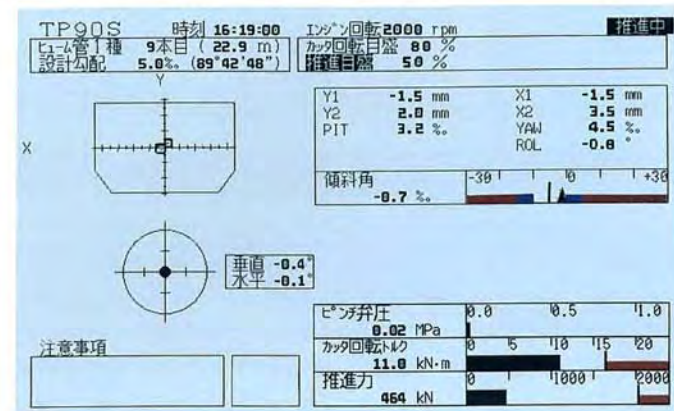 TP90S 時刻 16:19:00
ヒューム管1種 9本目 ( 22.9 m)
設計勾配 5.0‰ (89°42'48")
エンジン回転2000 rpm 推進中
カッタ回転目盛 80 %
推進目盛 50 %
Y
X
Y1 -1.5 mm X1 -1.5 mm
Y2 2.0 mm X2 3.5 mm
PIT 3.2 ‰ YAW 4.5 ‰
ROL -0.8 °
傾斜角 -30 0 +30
-0.7 ‰
垂直 -0.4°
水平 -0.1°
ピンチ弁圧 0.0 0.5 1.0
0.02 MPa
カッタ回転トルク 0 5 10 15 20
11.0 kN·m
推進力 0 1000 2000
464 kN
注意事項